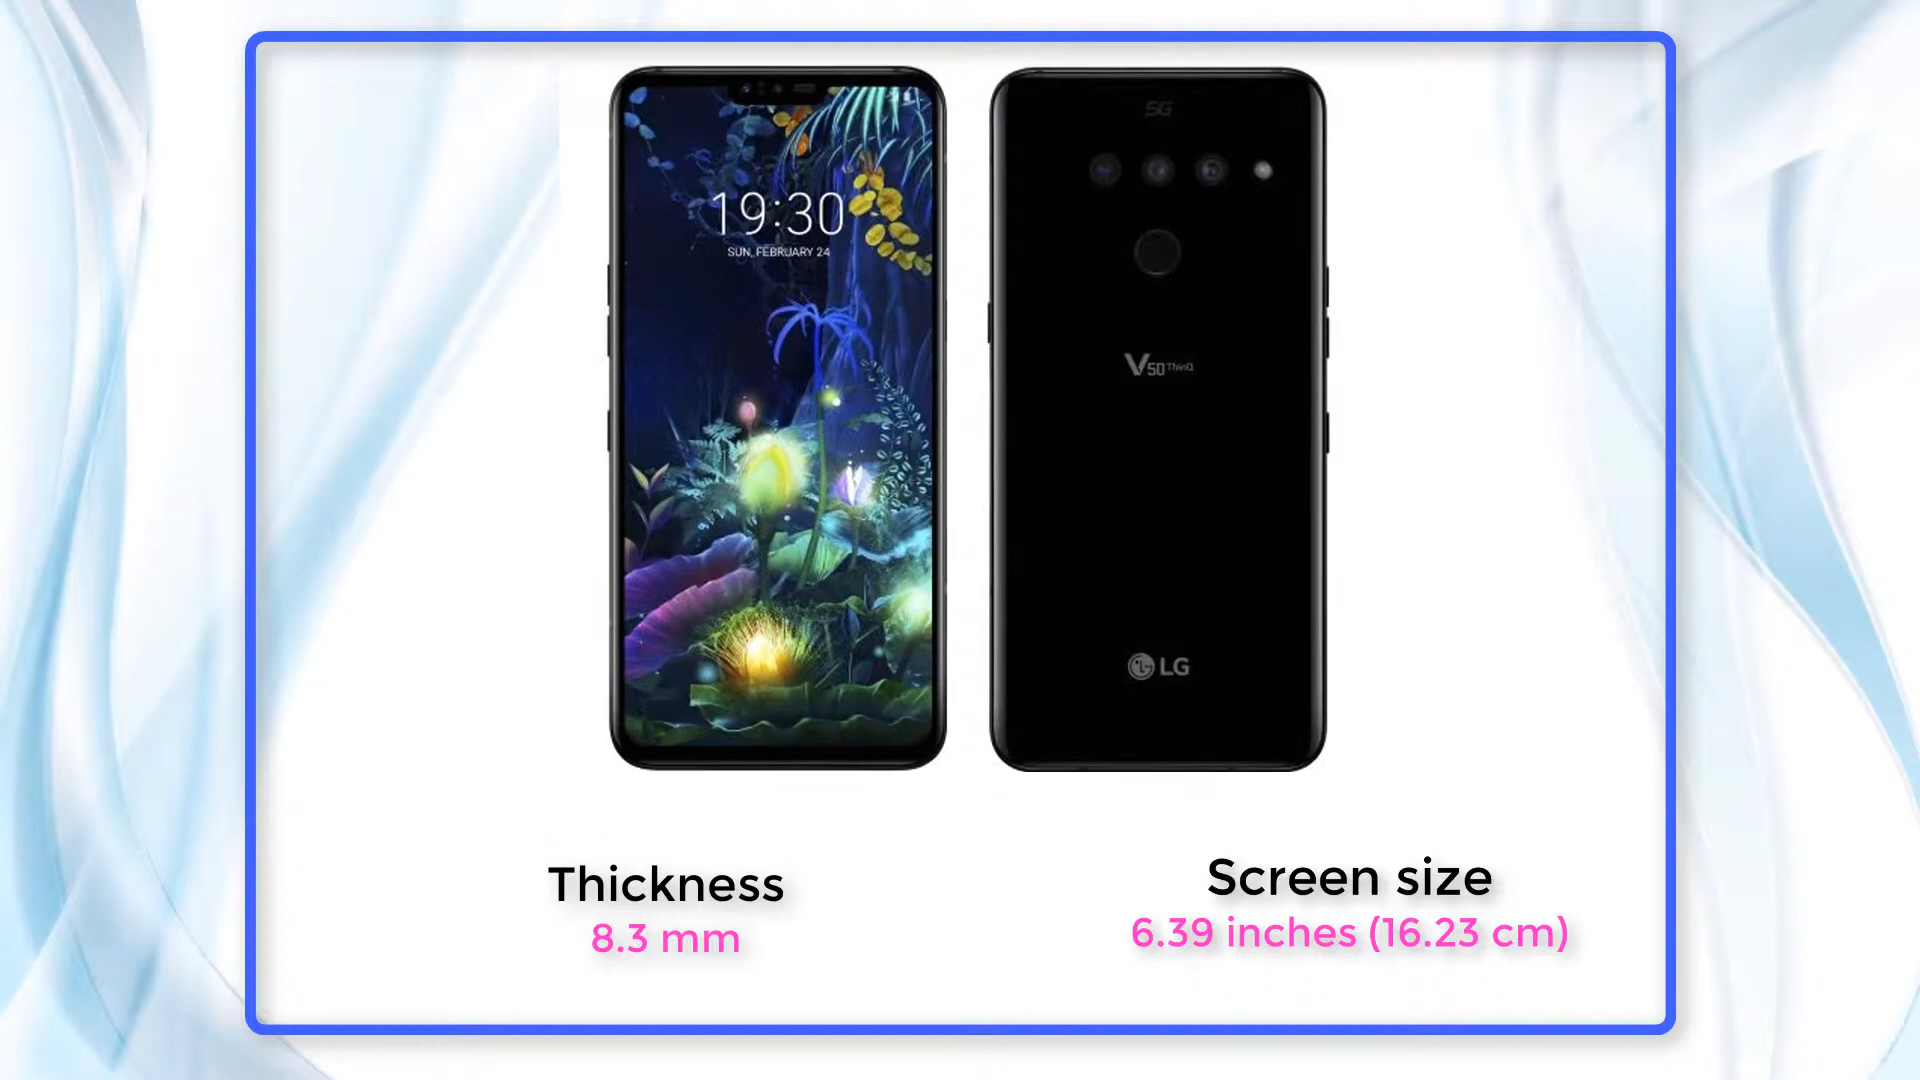 19:30
SUN, FEBRUARY 24
5G
V50 ThinQ
LG
Thickness
8.3 mm
Screen size
6.39 inches (16.23 cm)